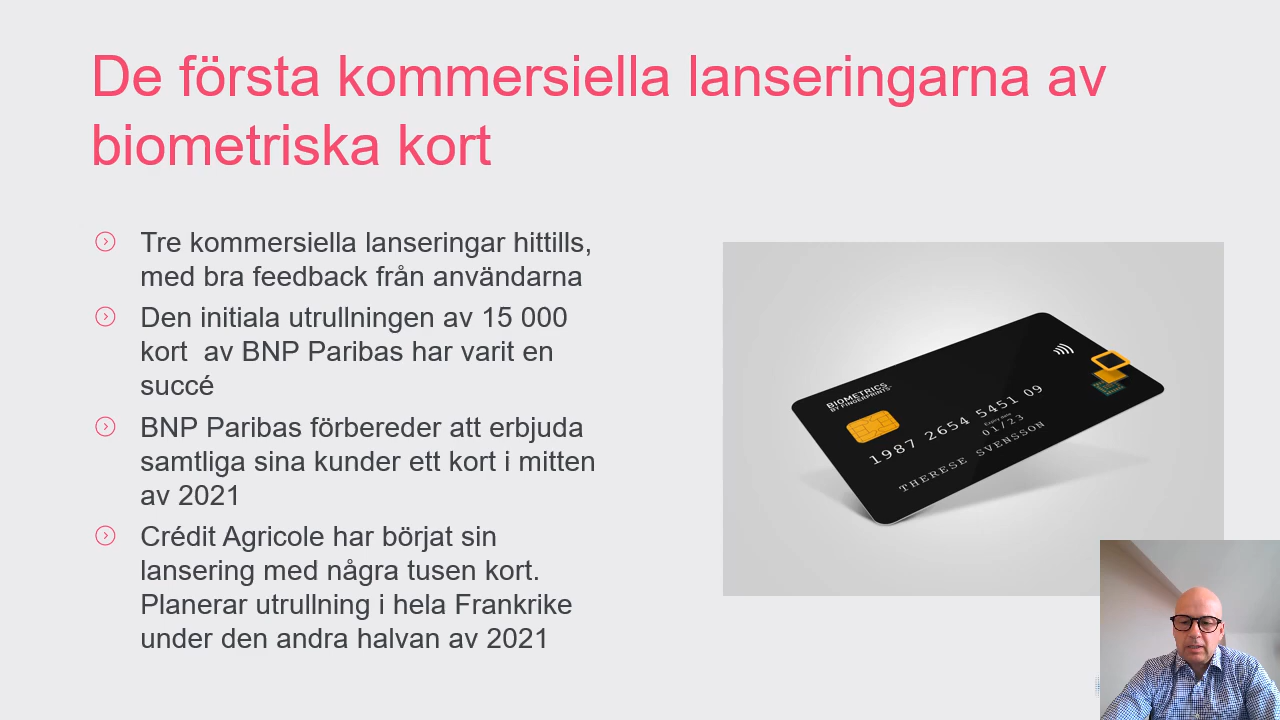 De första kommersiella lanseringarna av
biometriska kort
Tre kommersiella lanseringar hittills,
med bra feedback från användarna
Den initiala utrullningen av 15 000
kort  av BNP Paribas har varit en
succé
BNP Paribas förbereder att erbjuda
samtliga sina kunder ett kort i mitten
av 2021
Crédit Agricole har börjat sin
lansering med några tusen kort.
Planerar utrullning i hela Frankrike
under den andra halvan av 2021
BIOMETRICS
BY FINGERPRINTS
1987 2654 5451 09
Expiry date
01/23
THERESE SVENSSON